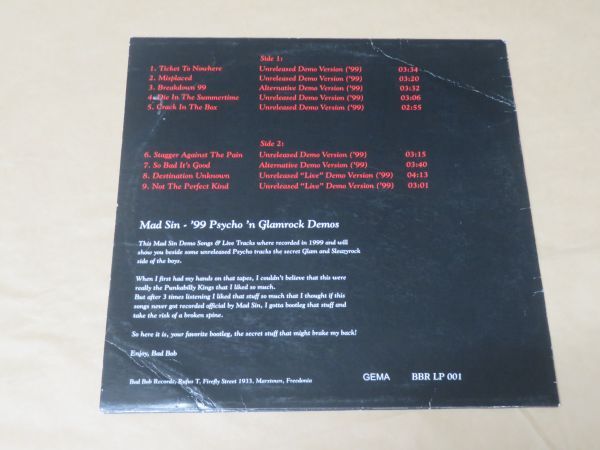 Side 1:
1. Ticket To Nowhere Unreleased Demo Version ('99) 03:34
2. Misplaced Unreleased Demo Version ('99) 03:20
3. Breakdown 99 Alternative Demo Version ('99) 03:32
4. Die In The Summertime Unreleased Demo Version ('99) 03:06
5. Crack In The Box Unreleased Demo Version ('99) 02:55
Side 2:
6. Stagger Against The Pain Unreleased Demo Version ('99) 03:15
7. So Bad It's Good Alternative Demo Version ('99) 03:40
8. Destination Unknown Unreleased "Live" Demo Version ('99) 04:13
9. Not The Perfect Kind Unreleased "Live" Demo Version ('99) 03:01
Mad Sin - '99 Psycho 'n Glamrock Demos
This Mad Sin Demo Songs & Live Tracks where recorded in 1999 and will
show you beside some unreleased Psycho tracks the secret Glam and Sleazyrock
side of the boys.
When I first had my hands on that tapes, I couldn't believe that this were
really the Punkabilly Kings that I liked so much.
But after 3 times listening I liked that stuff so much that I thought if this
songs never got recorded official by Mad Sin, I gotta bootleg that stuff and
take the risk of a broken spine.
So here it is, your favorite bootleg, the secret stuff that might brake my back!
Enjoy, Bad Bob
Bad Bob Records, Rufus T. Firefly Street 1933, Marxtown, Freedonia GEMA BBR LP 001